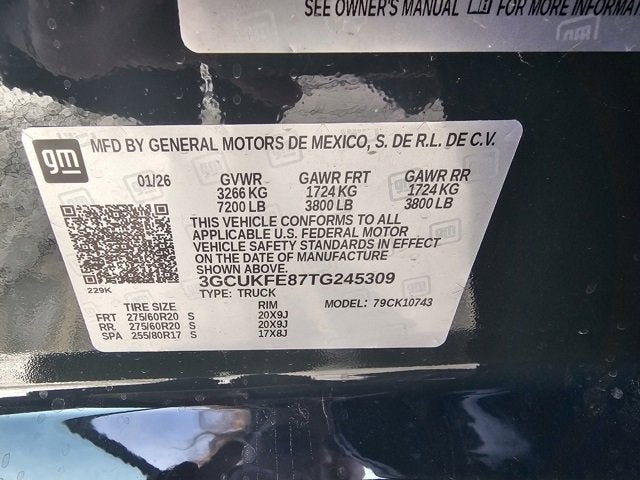 SEE OWNER'S MANUAL FOR MORE INFORMATION
gm
MFD BY GENERAL MOTORS DE MEXICO, S. DE R.L. DE C.V.
01/26 GVWR GAWR FRT GAWR RR
3266 KG 1724 KG 1724 KG
7200 LB 3800 LB 3800 LB
THIS VEHICLE CONFORMS TO ALL
APPLICABLE U.S. FEDERAL MOTOR
VEHICLE SAFETY STANDARDS IN EFFECT
ON THE DATE OF MANUFACTURE
SHOWN ABOVE.
229K 3GCUKFE87TG245309
TYPE: TRUCK MODEL: 79CK10743
TIRE SIZE RIM
FRT 275/60R20 S 20X9J
RR. 275/60R20 S 20X9J
SPA 255/80R17 S 17X8J